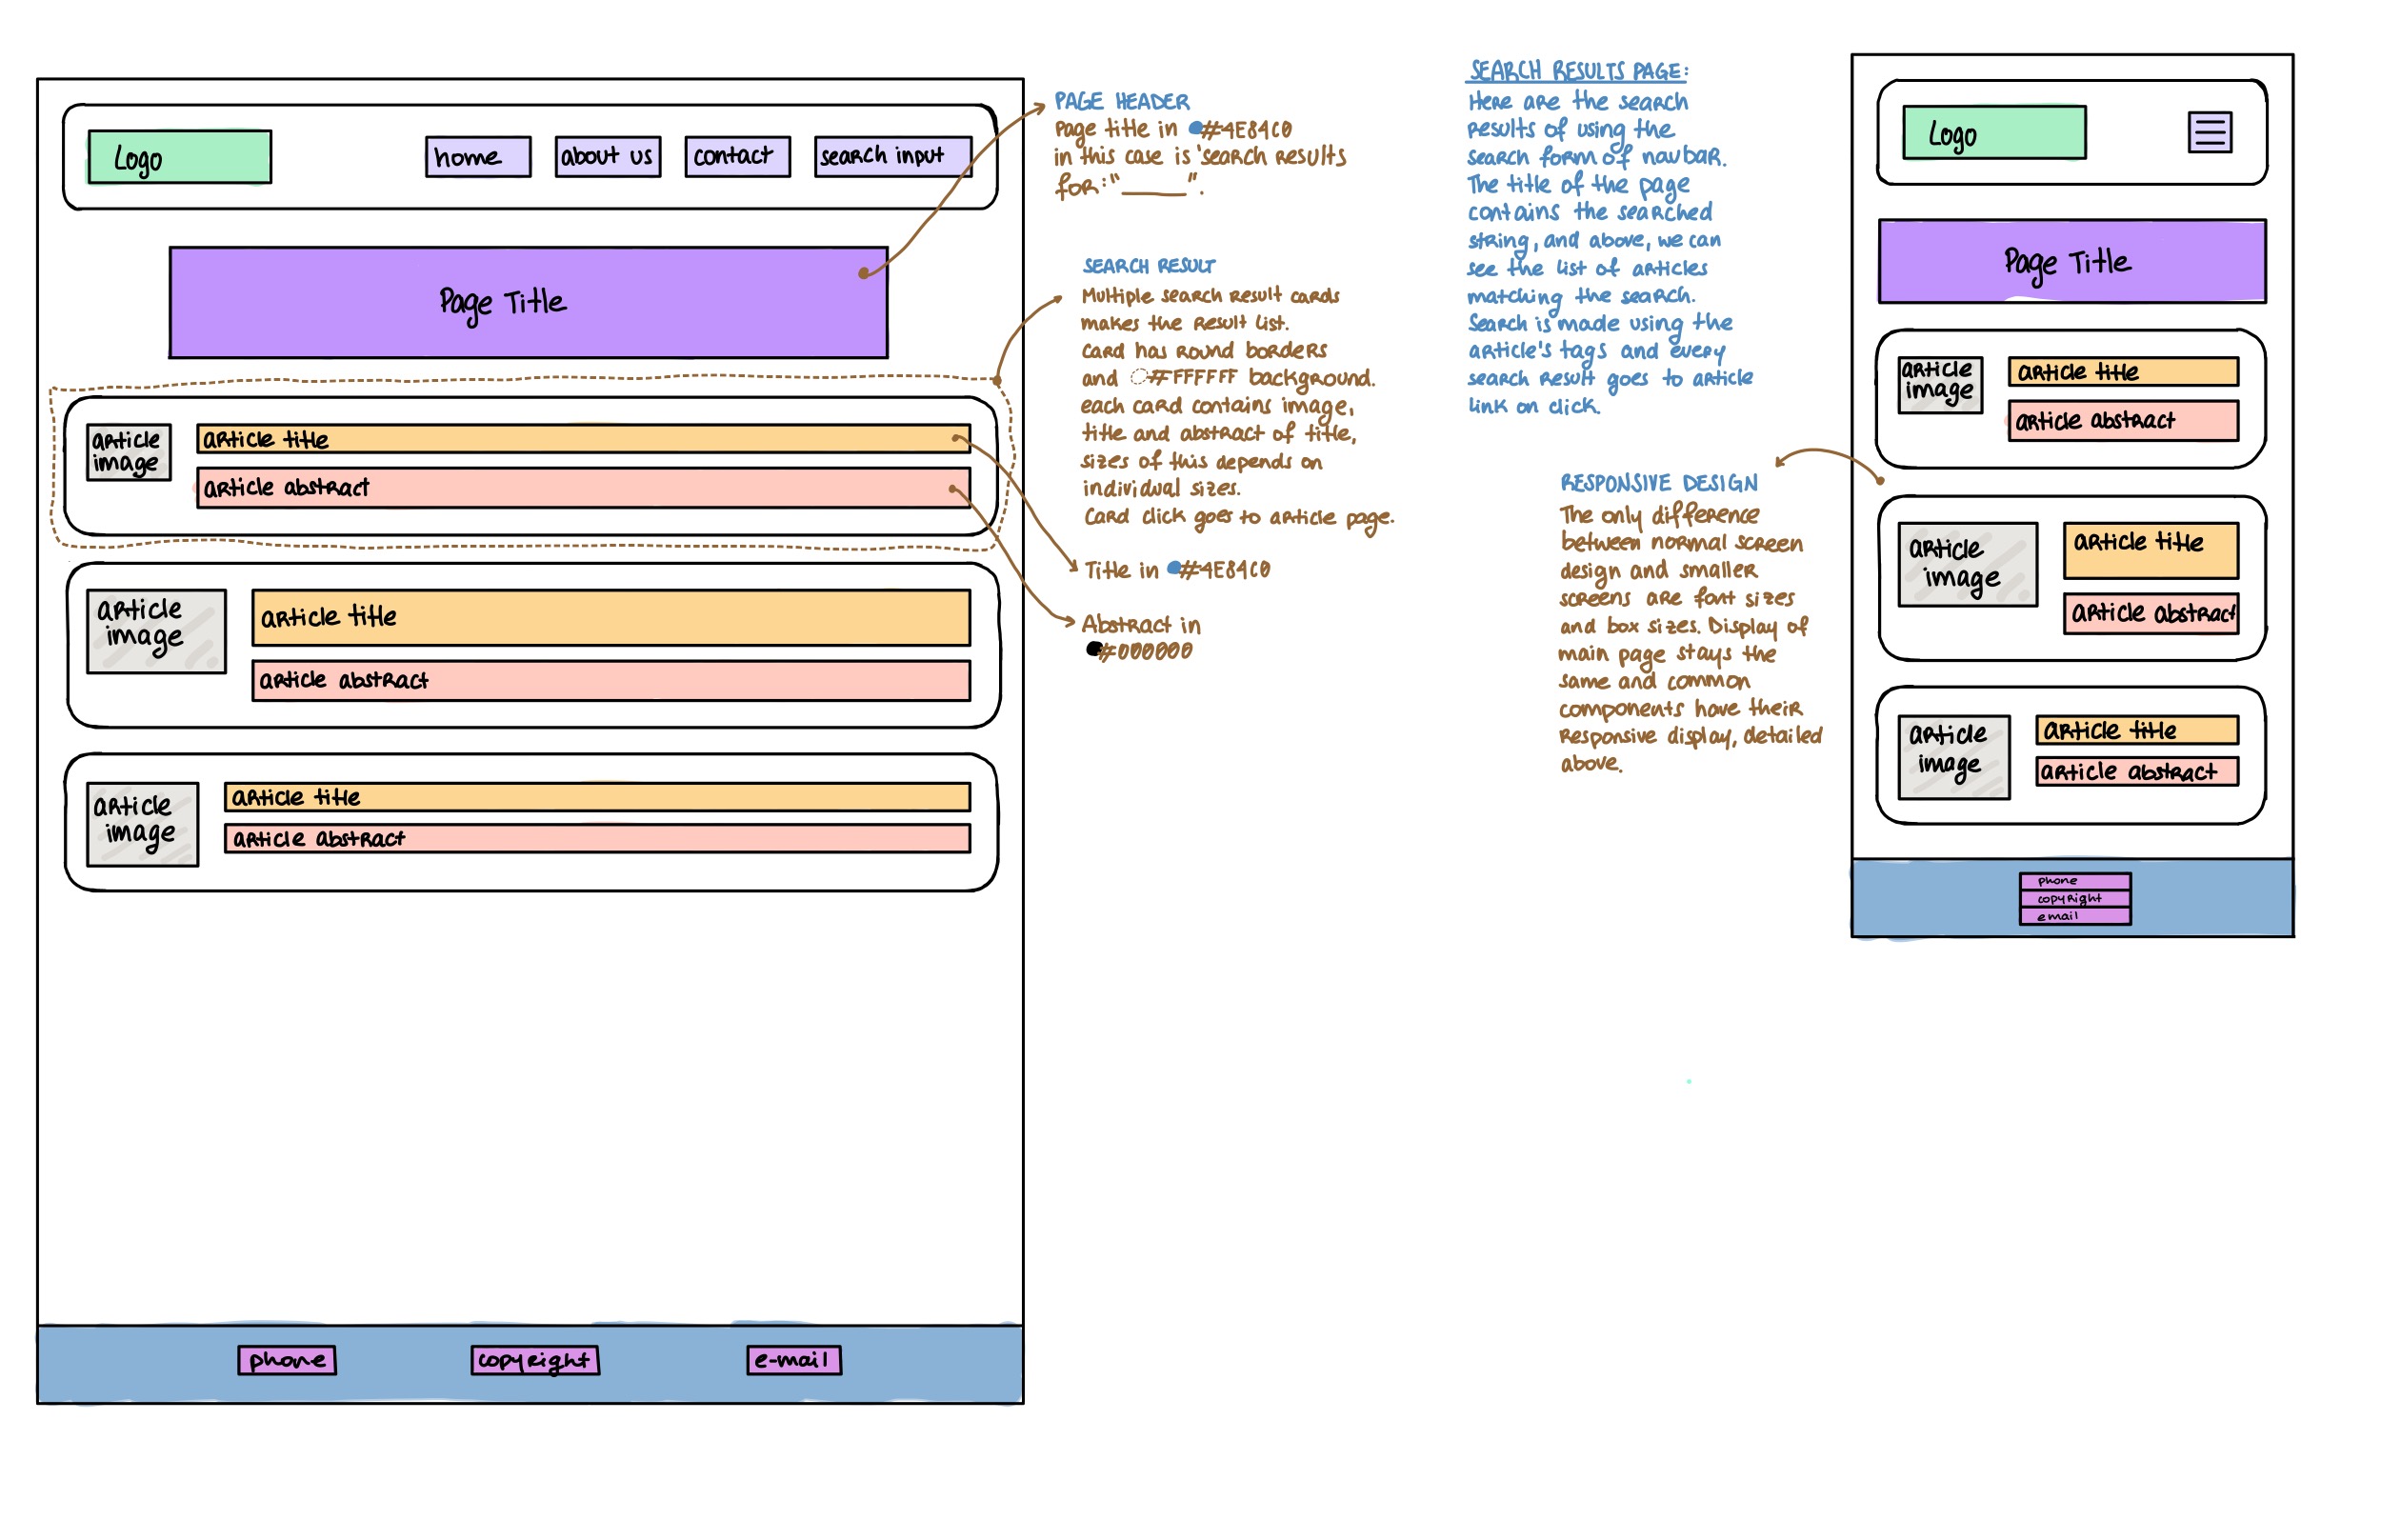 Logo
home
about us
contact
search input
Page Title
article
image
article title
article abstract
article
image
article title
article abstract
article
image
article title
article abstract
phone
copyright
e-mail
PAGE HEADER
Page title in #4E84C0
in this case is 'search results
for:"______".
SEARCH RESULT
Multiple search result cards
makes the result list.
Card has round borders
and #FFFFFF background.
each card contains image,
title and abstract of title,
sizes of this depends on
individual sizes.
Card click goes to article page.
Title in #4E84C0
Abstract in
#000000
SEARCH RESULTS PAGE:
Here are the search
results of using the
search form of navbar.
The title of the page
contains the searched
string, and above, we can
see the list of articles
matching the search.
Search is made using the
article's tags and every
search result goes to article
link on click.
RESPONSIVE DESIGN
The only difference
between normal screen
design and smaller
screens are font sizes
and box sizes. Display of
main page stays the
same and common
components have their
responsive display, detailed
above.
Logo
Page Title
article
image
article title
article abstract
article
image
article title
article abstract
article
image
article title
article abstract
phone
copyright
email